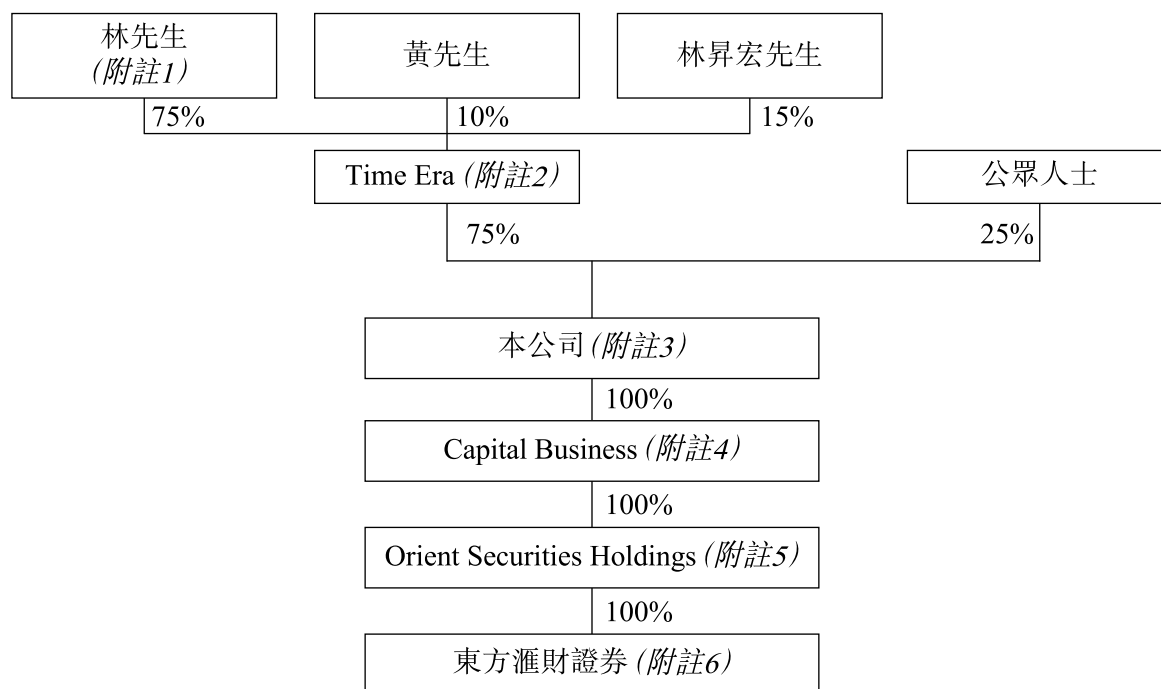 林先生
(附註1)
黃先生
林昇宏先生
75%
10%
15%
Time Era (附註2)
公眾人士
75%
25%
本公司(附註3)
100%
Capital Business (附註4)
100%
Orient Securities Holdings (附註5)
100%
東方滙財證券(附註6)